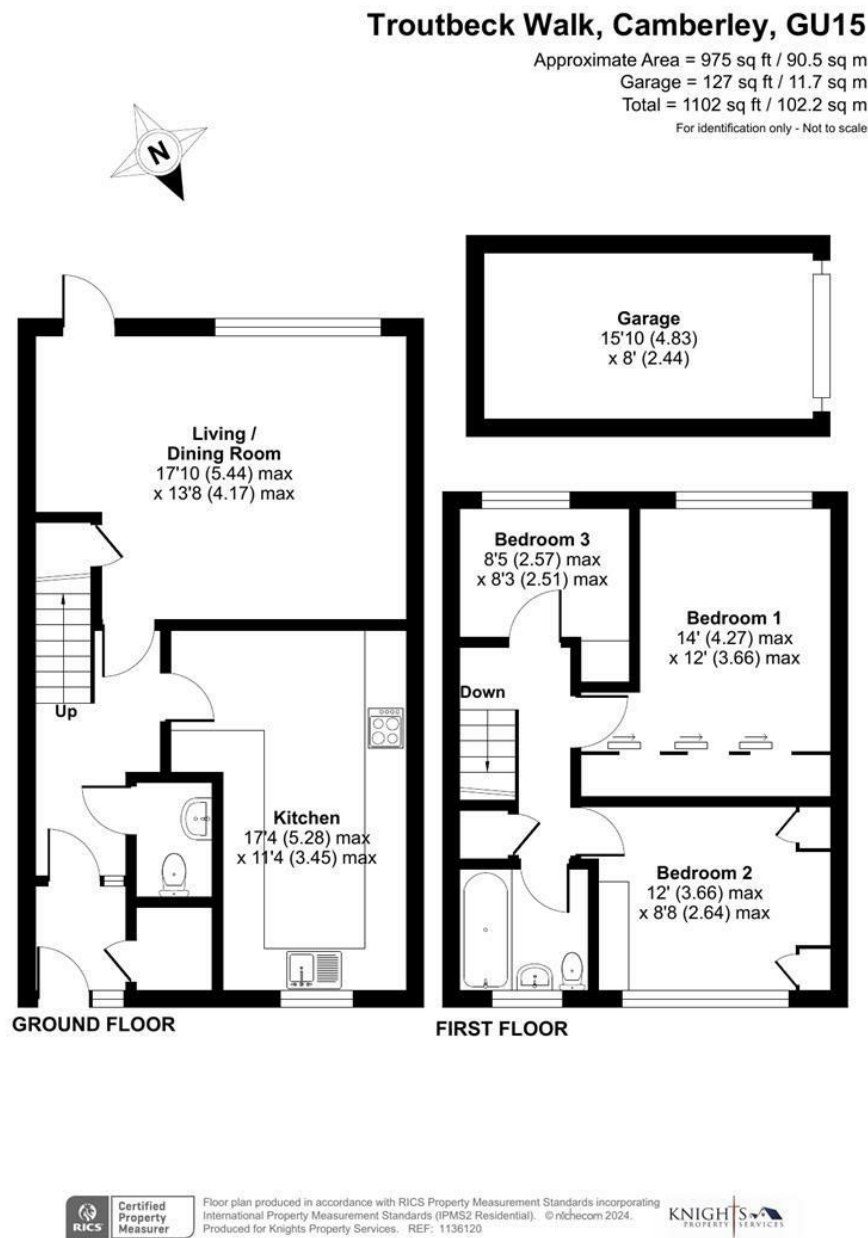 Troutbeck Walk, Camberley, GU15
Approximate Area = 975 sq ft / 90.5 sq m
Garage = 127 sq ft / 11.7 sq m
Total = 1102 sq ft / 102.2 sq m
For identification only - Not to scale
N
Garage
15'10 (4.83)
x 8' (2.44)
Living /
Dining Room
17'10 (5.44) max
x 13'8 (4.17) max
Up
Kitchen
17'4 (5.28) max
x 11'4 (3.45) max
GROUND FLOOR
Bedroom 3
8'5 (2.57) max
x 8'3 (2.51) max
Bedroom 1
14' (4.27) max
x 12' (3.66) max
Down
Bedroom 2
12' (3.66) max
x 8'8 (2.64) max
FIRST FLOOR
RICS
Certified
Property
Measurer
Floor plan produced in accordance with RICS Property Measurement Standards incorporating
International Property Measurement Standards (IPMS2 Residential). © nichecom 2024.
Produced for Knights Property Services. REF: 1136120
KNIGHTS
PROPERTY SERVICES